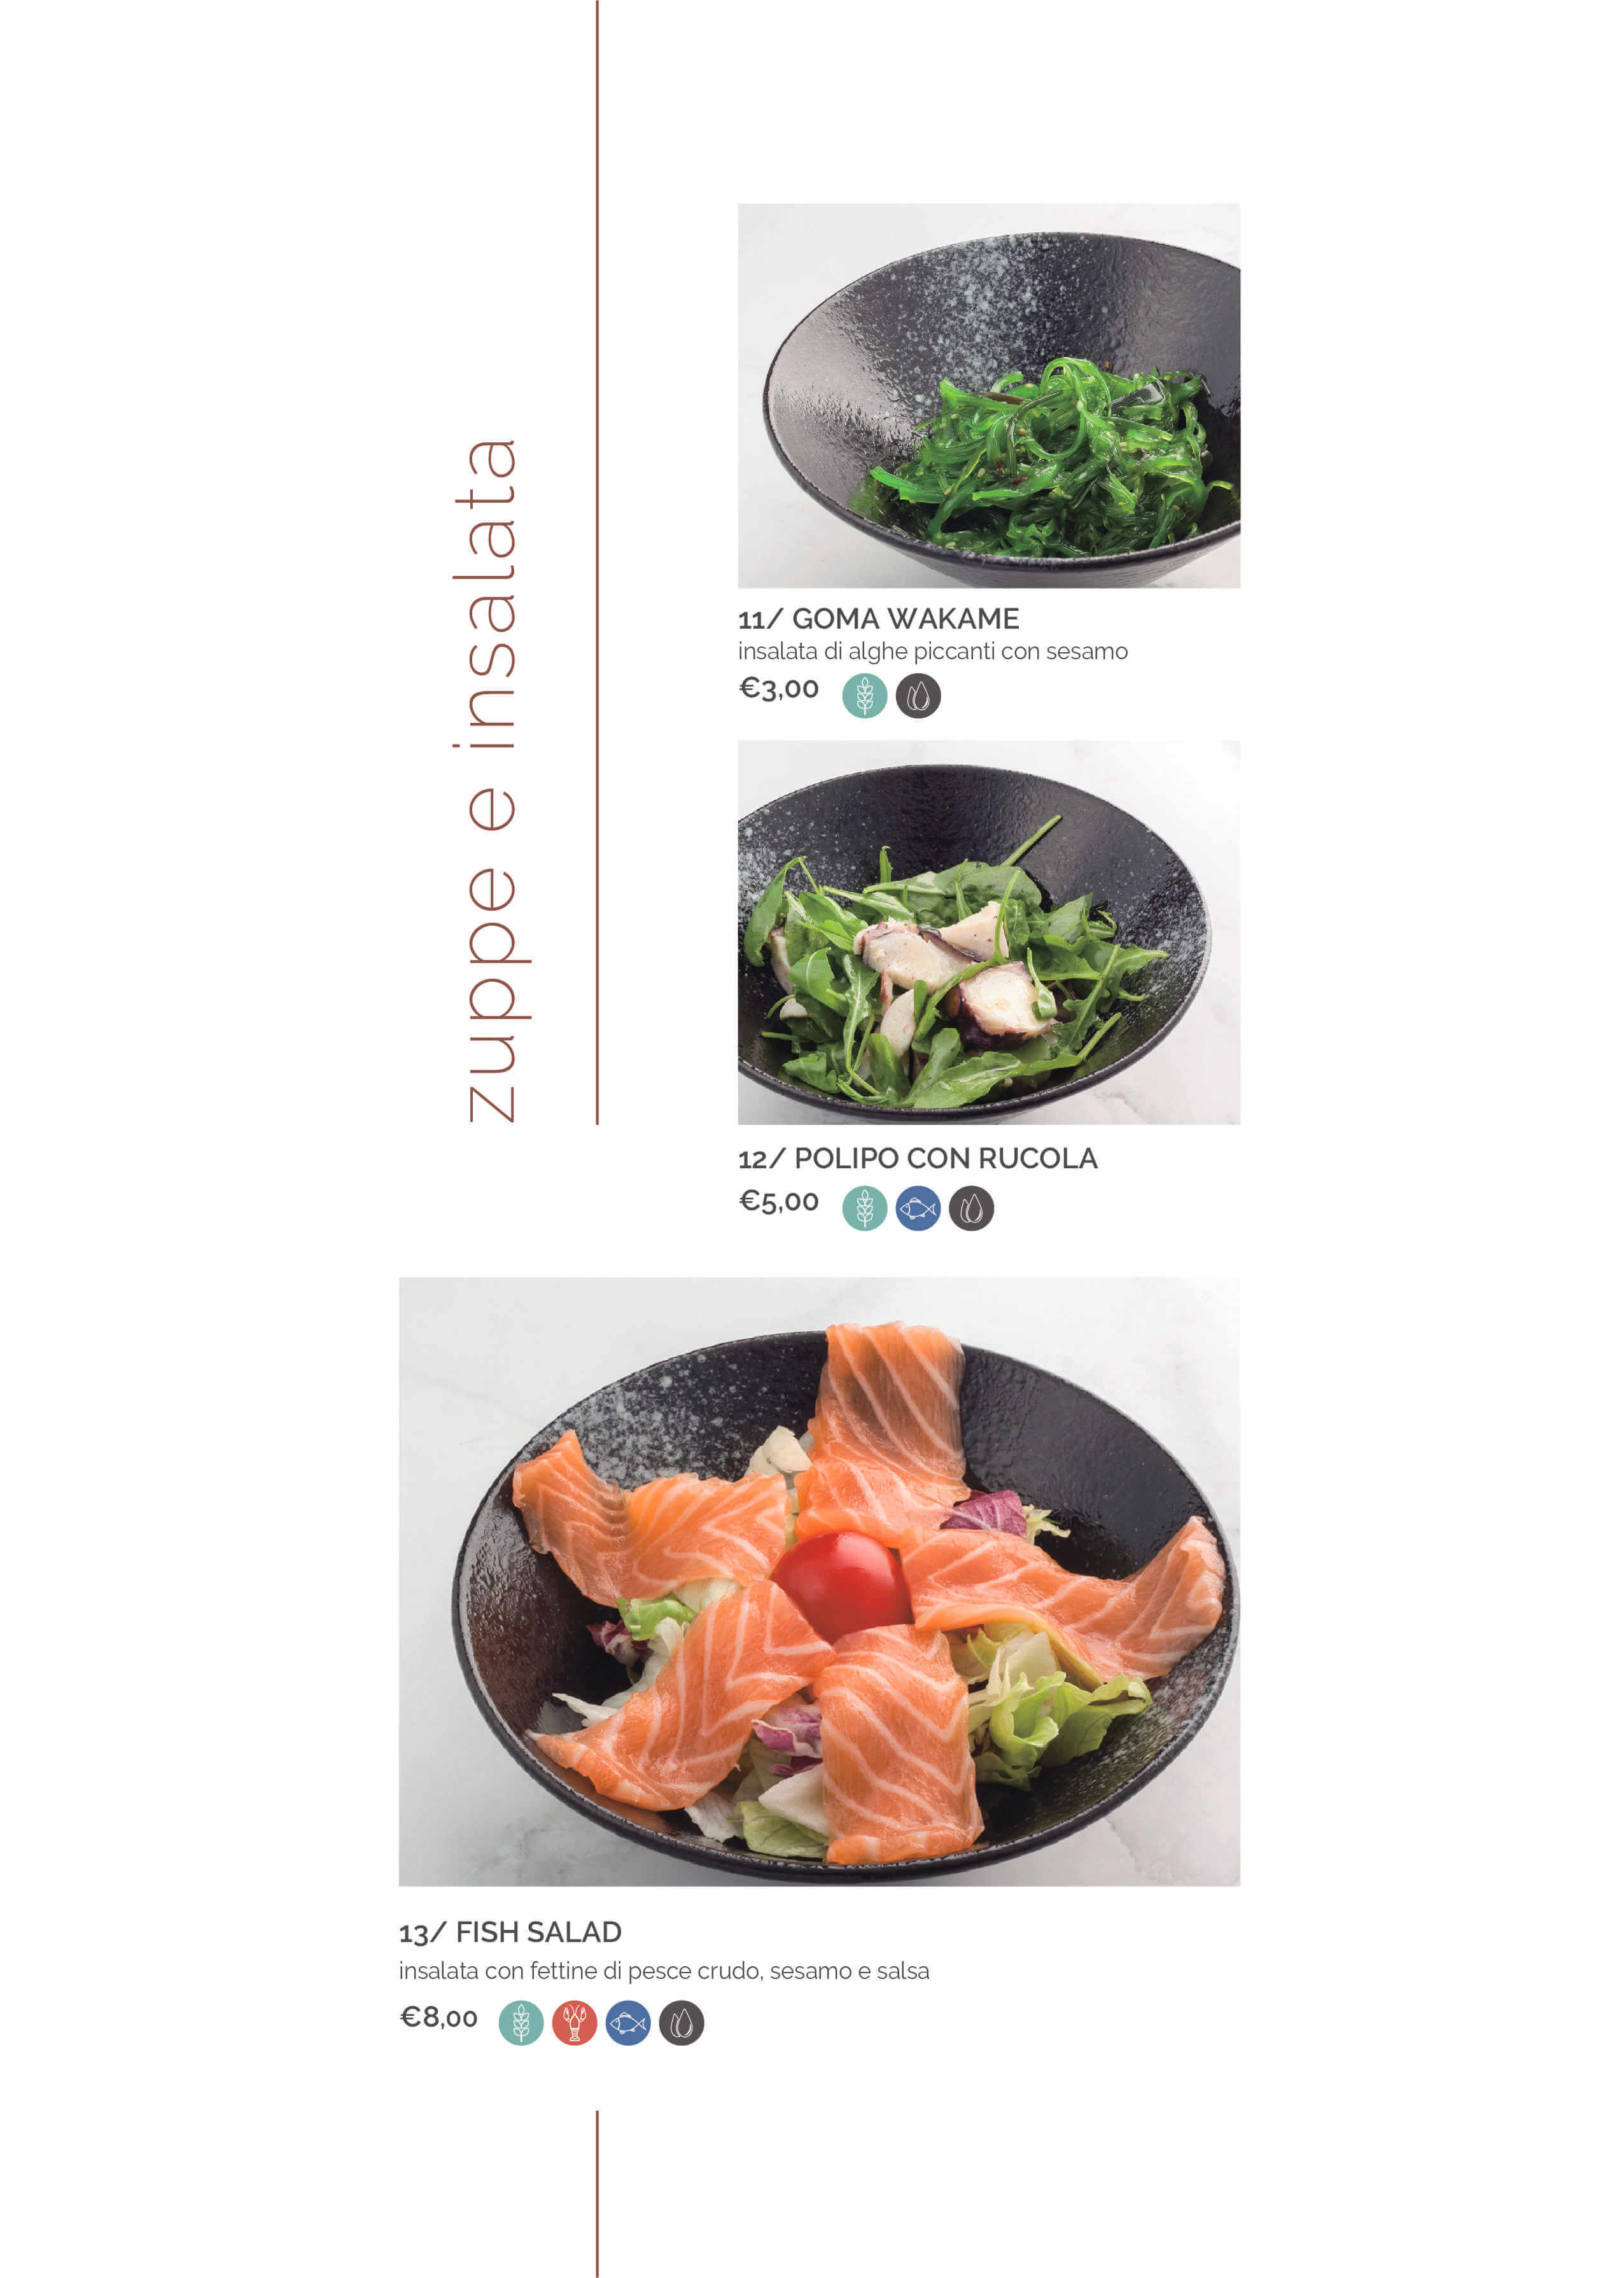 zuppe e insalata
11/ GOMA WAKAME
insalata di alghe piccanti con sesamo
€3,00
12/ POLIPO CON RUCOLA
€5,00
13/ FISH SALAD
insalata con fettine di pesce crudo, sesamo e salsa
€8,00